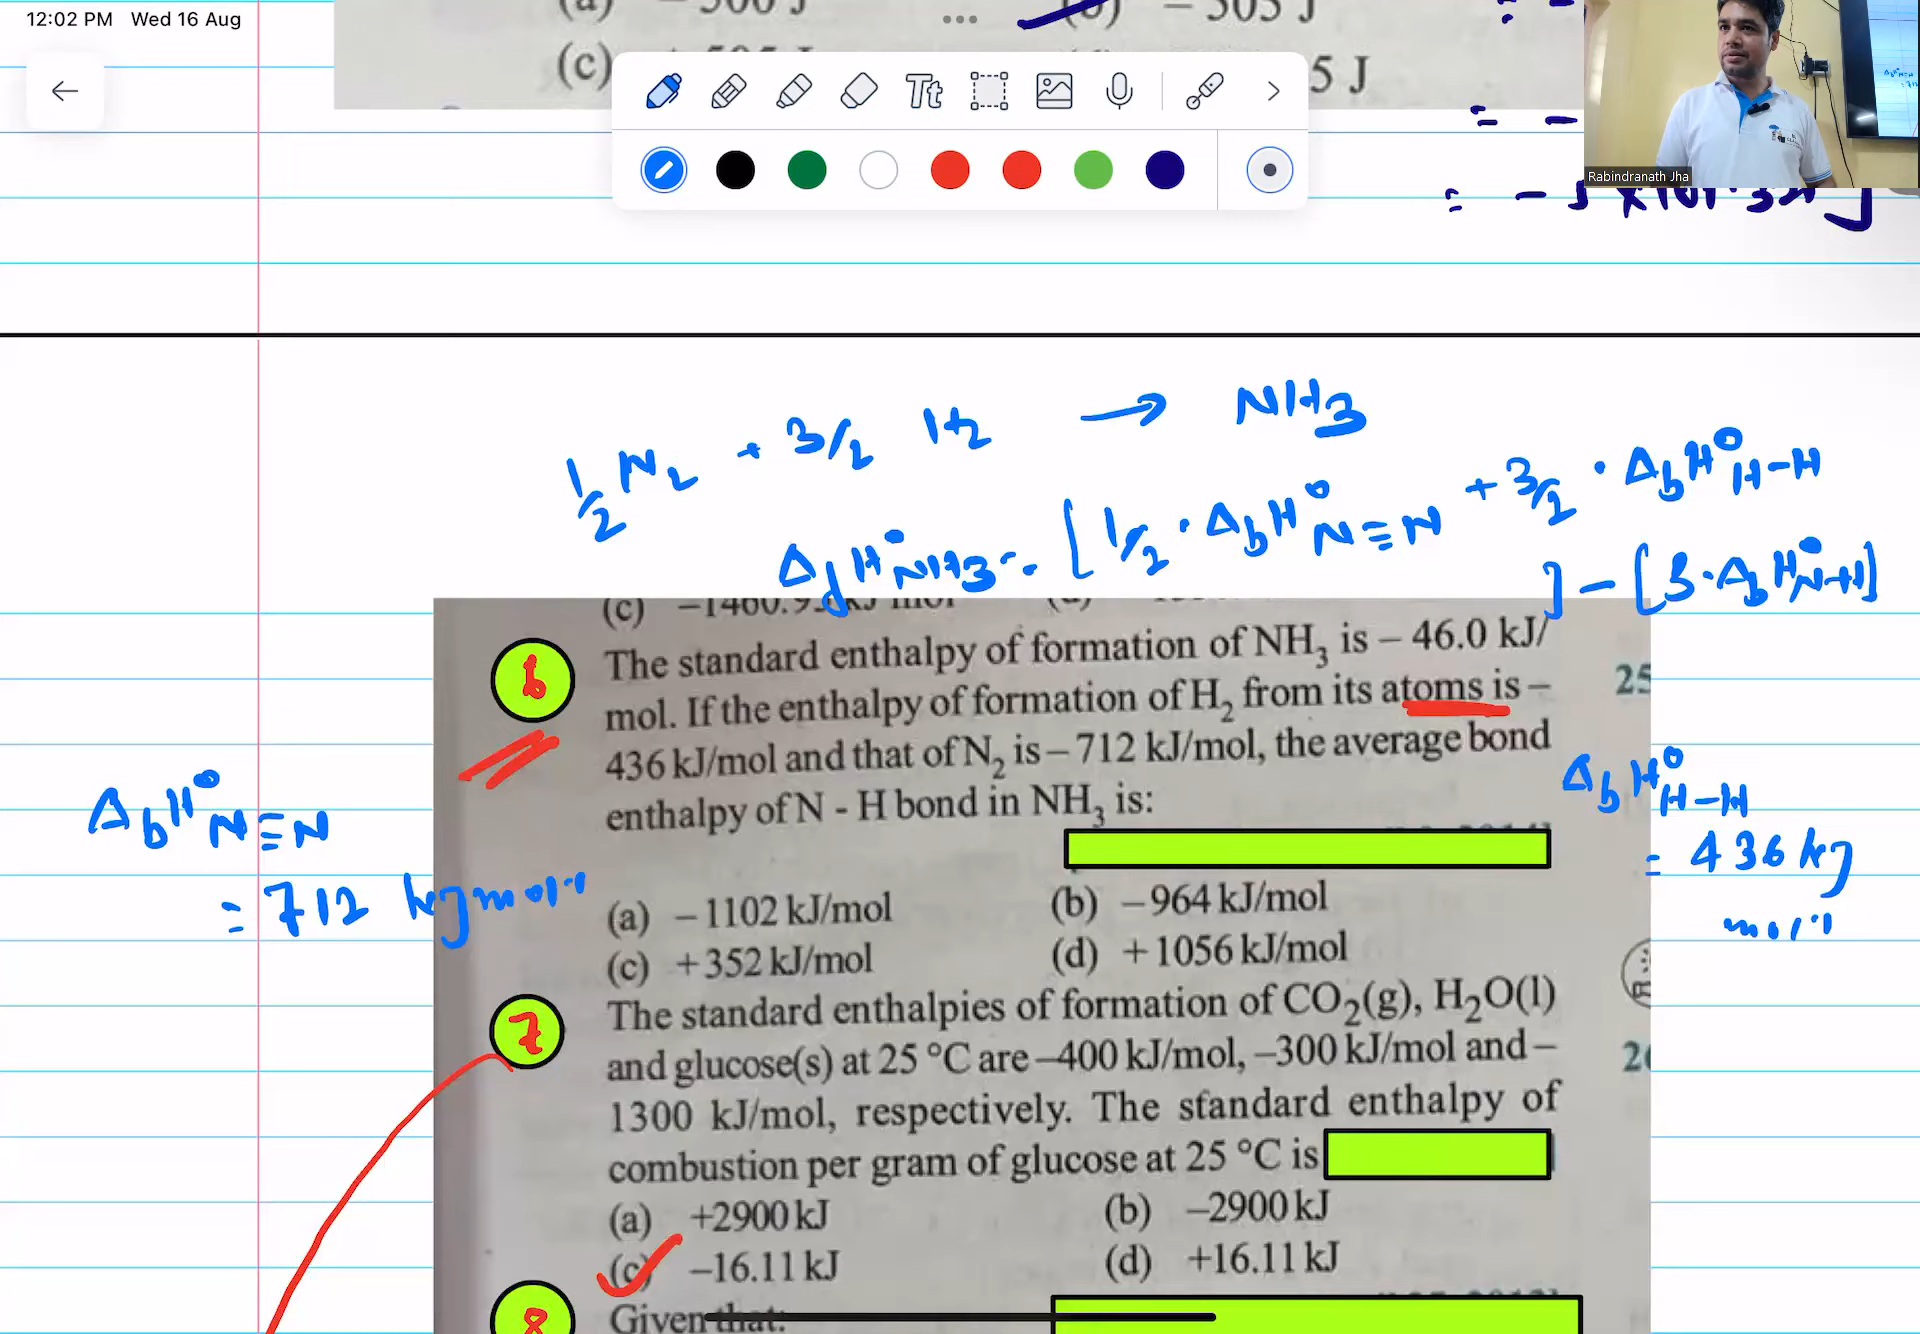 12:02 PM Wed 16 Aug
(c)
5 J
Tt
Rabindranath Jha
1/2 N2 + 3/2 H2 → NH3
ΔfH°NH3 = [1/2 · ΔbH°N≡N + 3/2 · ΔbH°H-H] - [3·ΔbH°N-H]
(c)
6
The standard enthalpy of formation of NH3 is – 46.0 kJ/
mol. If the enthalpy of formation of H2 from its atoms is –
436 kJ/mol and that of N2 is – 712 kJ/mol, the average bond
enthalpy of N - H bond in NH3 is:
25
ΔbH°N≡N
= 712 kJ mol-1
ΔbH°H-H
= 436 kJ
mol-1
(a) – 1102 kJ/mol (b) – 964 kJ/mol
(c) + 352 kJ/mol (d) + 1056 kJ/mol
7
The standard enthalpies of formation of CO2(g), H2O(l)
and glucose(s) at 25 °C are –400 kJ/mol, –300 kJ/mol and –
1300 kJ/mol, respectively. The standard enthalpy of
combustion per gram of glucose at 25 °C is
(a) +2900 kJ (b) –2900 kJ
(c) –16.11 kJ (d) +16.11 kJ
8
Given that: